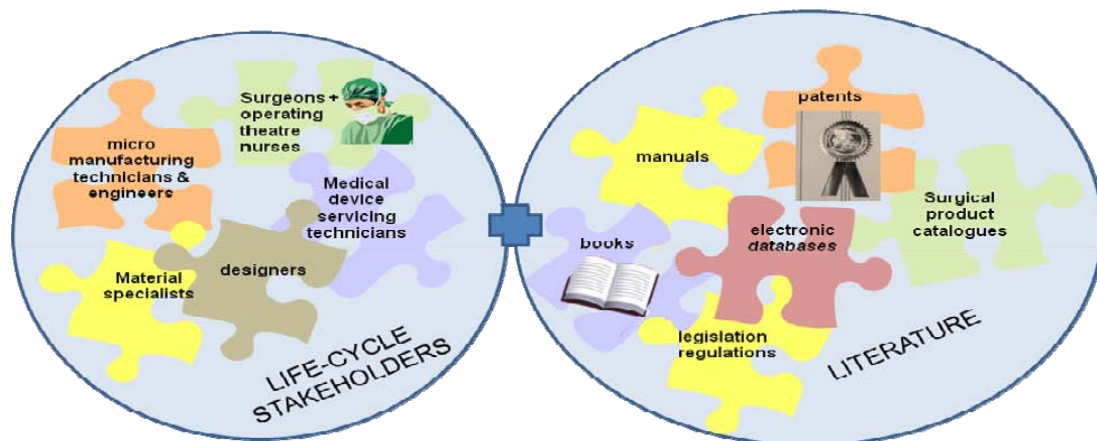 Surgeons +
operating
theatre
nurses
micro
manufacturing
technicians &
engineers
Medical
device
servicing
technicians
designers
Material
specialists
LIFE-CYCLE
STAKEHOLDERS
patents
manuals
Surgical
product
catalogues
electronic
databases
books
legislation
regulations
LITERATURE